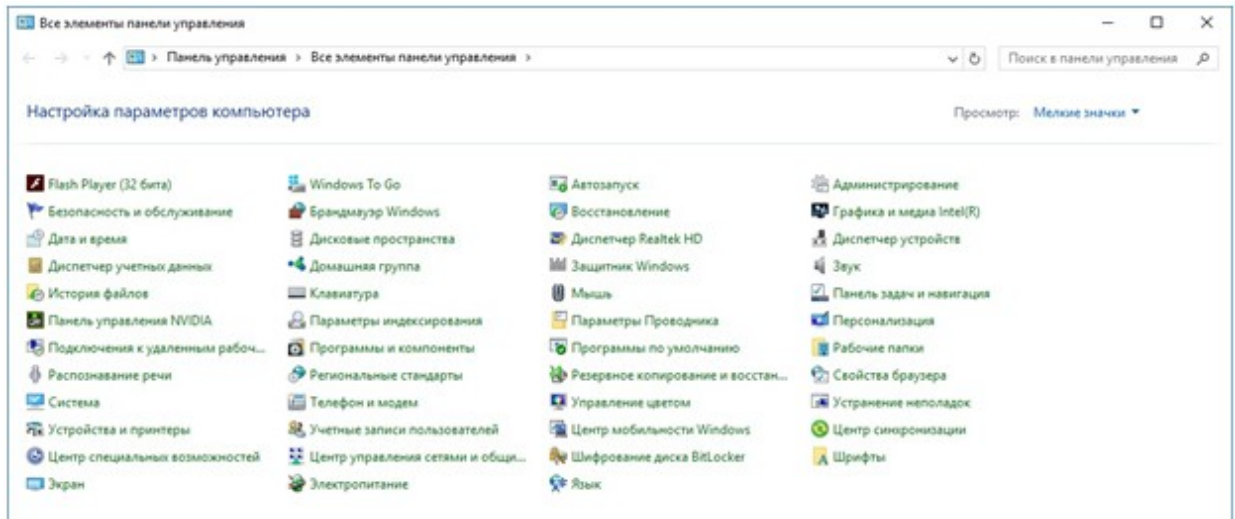 Все элементы панели управления
Панель управления > Все элементы панели управления >
Поиск в панели управления
Настройка параметров компьютера
Просмотр: Мелкие значки
Flash Player (32 бита) Windows To Go Автозапуск Администрирование
Безопасность и обслуживание Брандмауэр Windows Восстановление Графика и медиа Intel(R)
Дата и время Дисковые пространства Диспетчер Realtek HD Диспетчер устройств
Диспетчер учетных данных Домашняя группа Защитник Windows Звук
История файлов Клавиатура Мышь Панель задач и навигация
Панель управления NVIDIA Параметры индексирования Параметры Проводника Персонализация
Подключения к удаленным рабоч... Программы и компоненты Программы по умолчанию Рабочие папки
Распознавание речи Региональные стандарты Резервное копирование и восстан... Свойства браузера
Система Телефон и модем Управление цветом Устранение неполадок
Устройства и принтеры Учетные записи пользователей Центр мобильности Windows Центр синхронизации
Центр специальных возможностей Центр управления сетями и общи... Шифрование диска BitLocker Шрифты
Экран Электропитание Язык